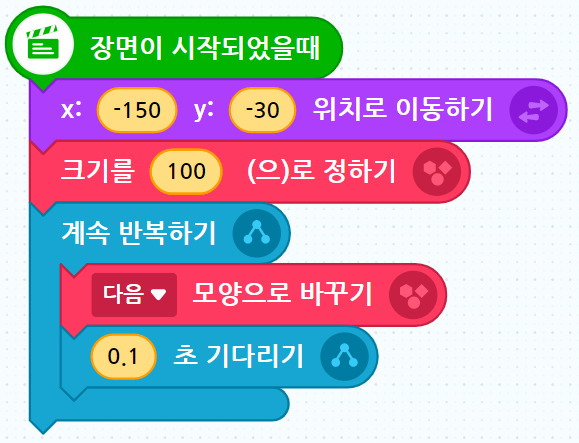 장면이 시작되었을때
x: -150 y: -30 위치로 이동하기
크기를 100 (으)로 정하기
계속 반복하기
다음 모양으로 바꾸기
0.1 초 기다리기